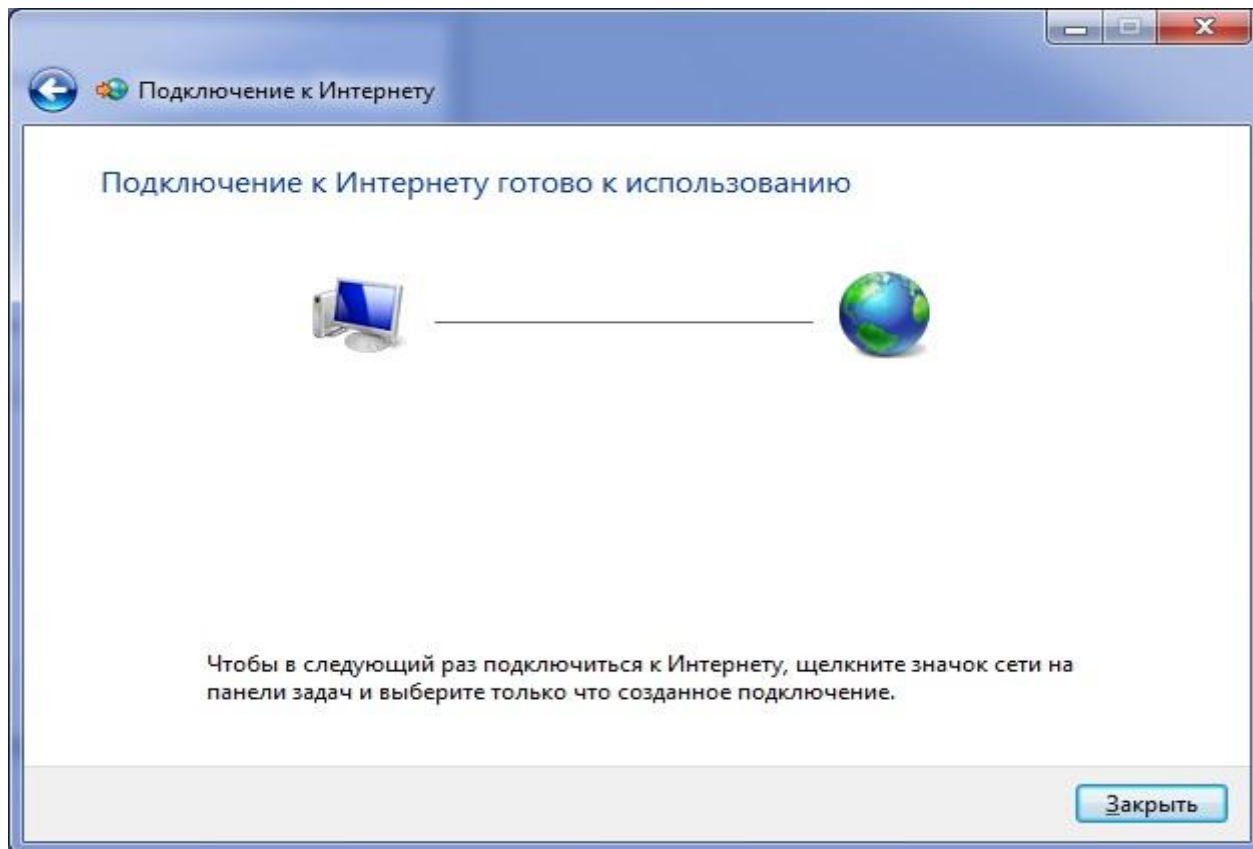 Подключение к Интернету
Подключение к Интернету готово к использованию
Чтобы в следующий раз подключиться к Интернету, щелкните значок сети на
панели задач и выберите только что созданное подключение.
Закрыть